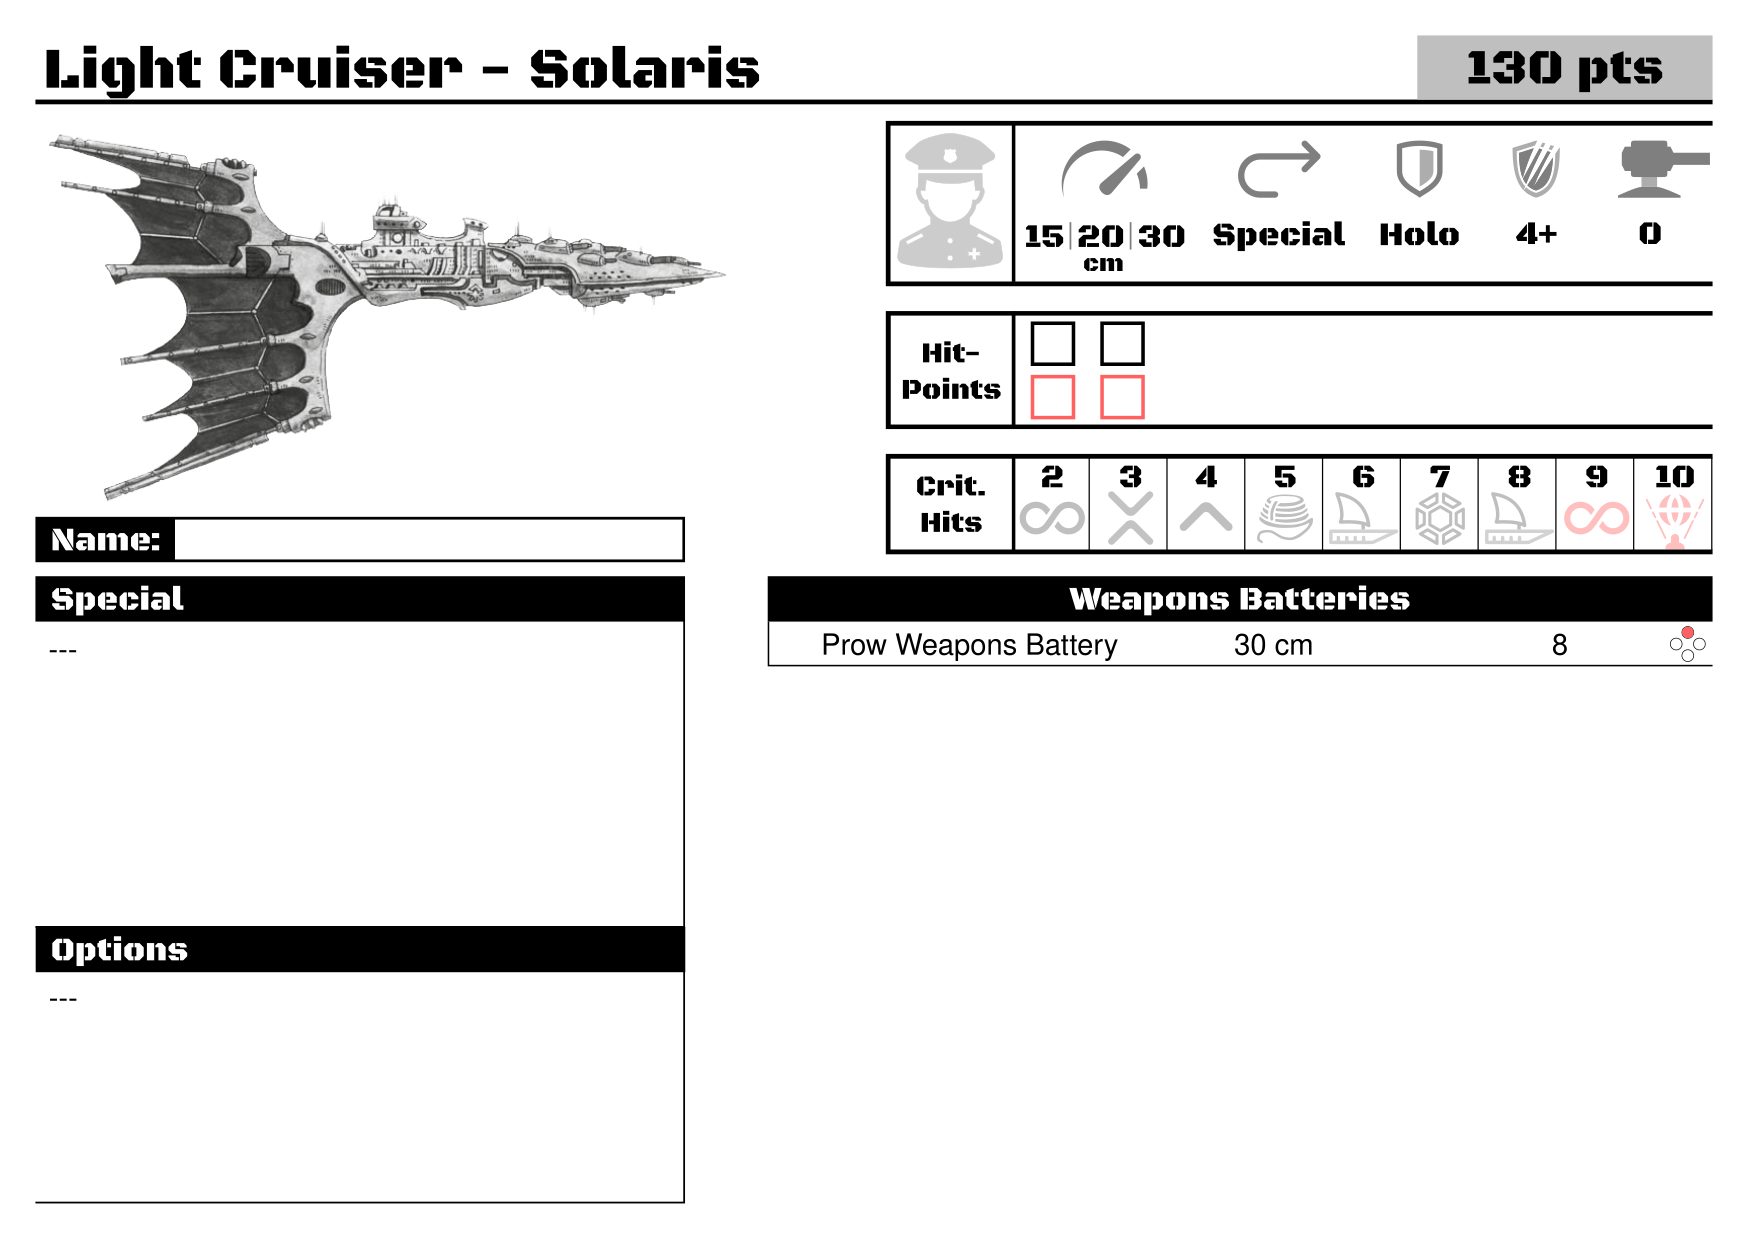 Light Cruiser - Solaris
130 pts
15|20|30 cm Special Holo 4+ 0
Hit-
Points
Crit.
Hits
2 3 4 5 6 7 8 9 10
Name:
Special
---
Options
---
Weapons Batteries
Prow Weapons Battery 30 cm 8